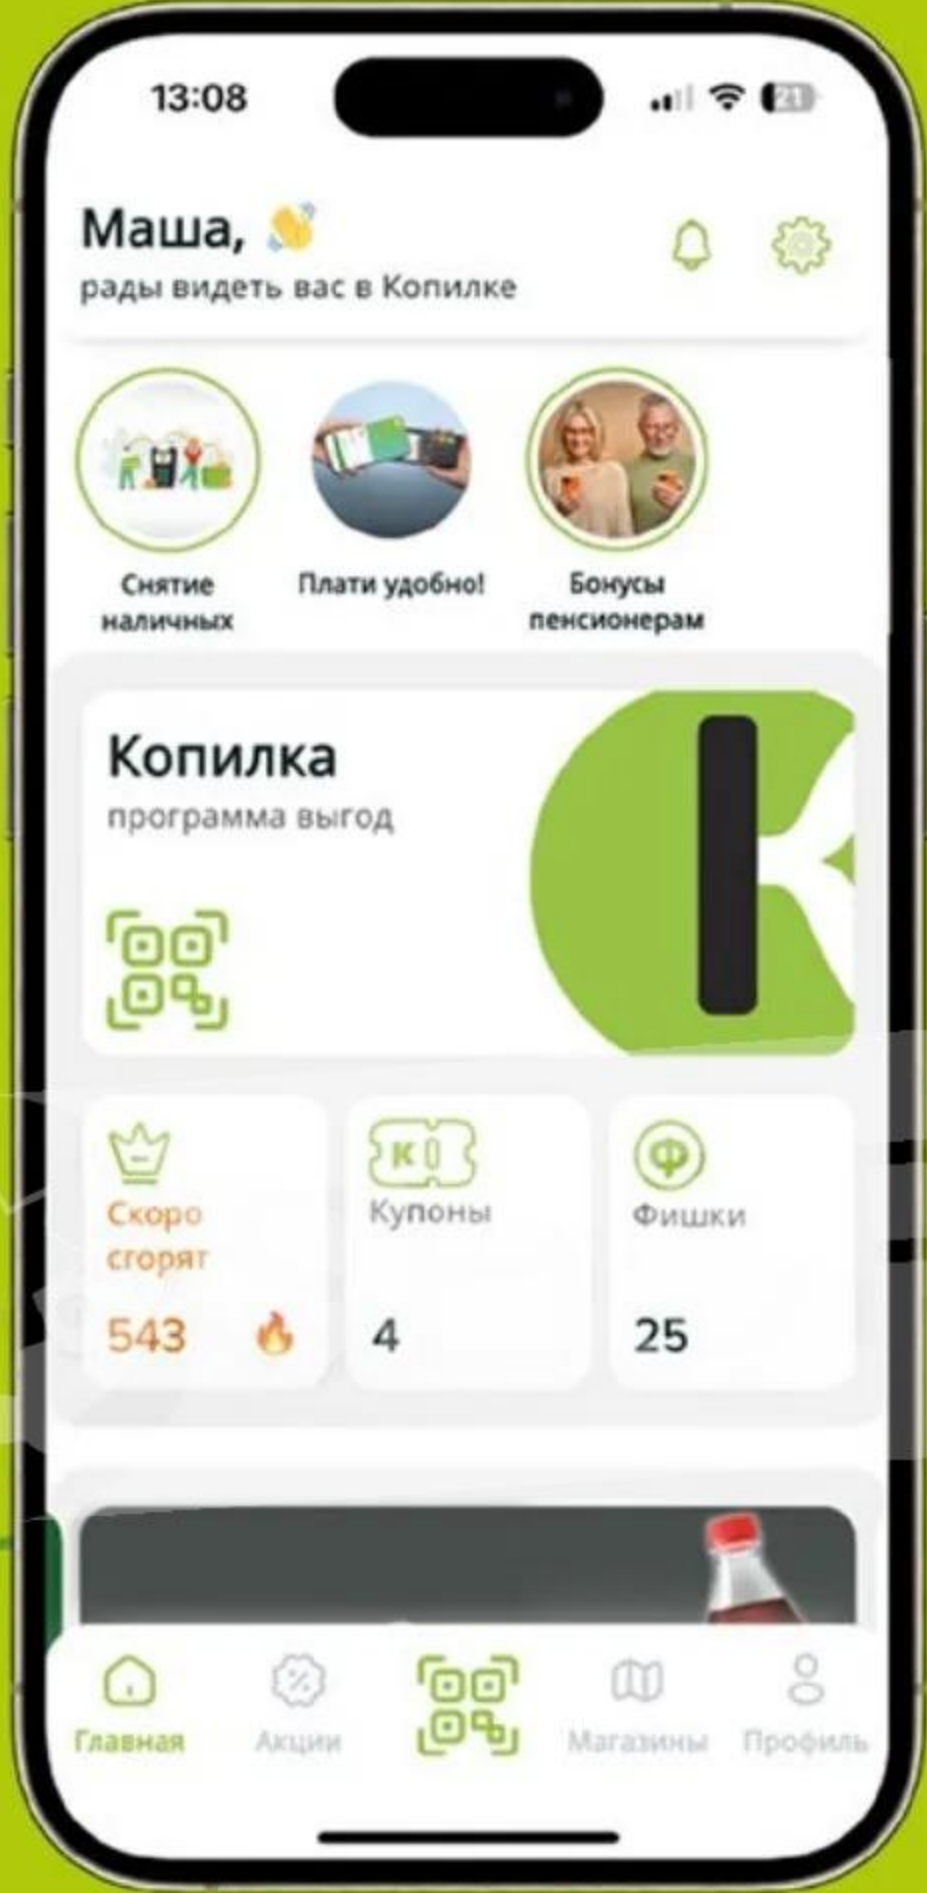 13:08
21
Маша, 👋
рады видеть вас в Копилке
Снятие
наличных
Плати удобно!
Бонусы
пенсионерам
Копилка
программа выгод
К
Скоро
сгорят
543 🔥
К
Купоны
4
Ф
Фишки
25
Главная
Акции
Магазины
Профиль